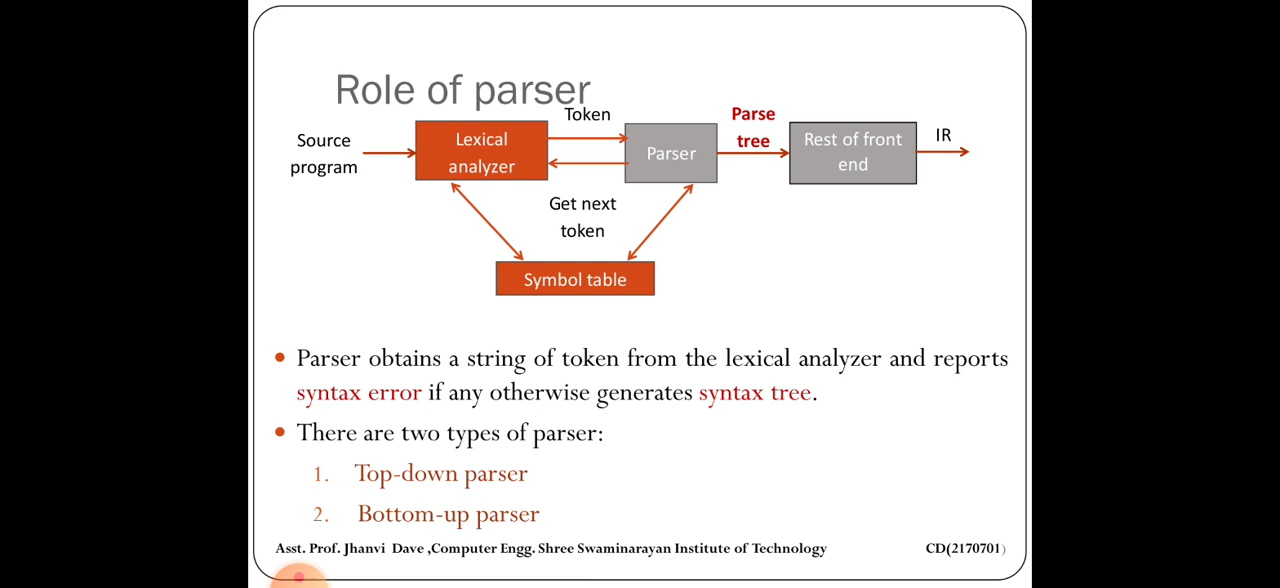 Role of parser
Token
Parse
tree
Source
program
Lexical
analyzer
Parser
Rest of front
end
IR
Get next
token
Symbol table
• Parser obtains a string of token from the lexical analyzer and reports
syntax error if any otherwise generates syntax tree.
• There are two types of parser:
1. Top-down parser
2. Bottom-up parser
Asst. Prof. Jhanvi Dave ,Computer Engg. Shree Swaminarayan Institute of Technology CD(2170701)